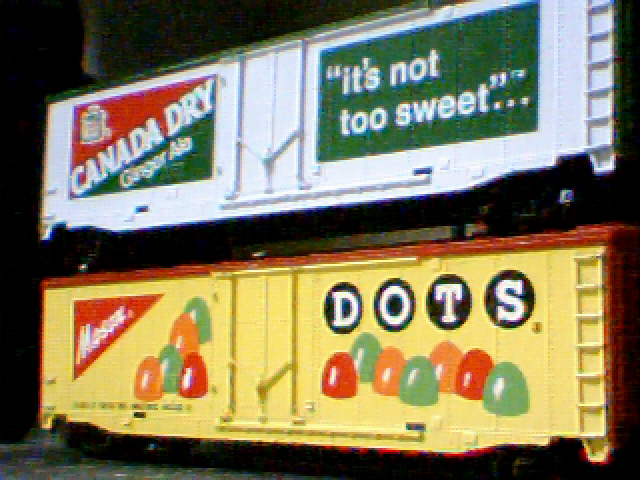 CANADA DRY
Ginger Ale
"it's not
too sweet"...
Mason
DOTS